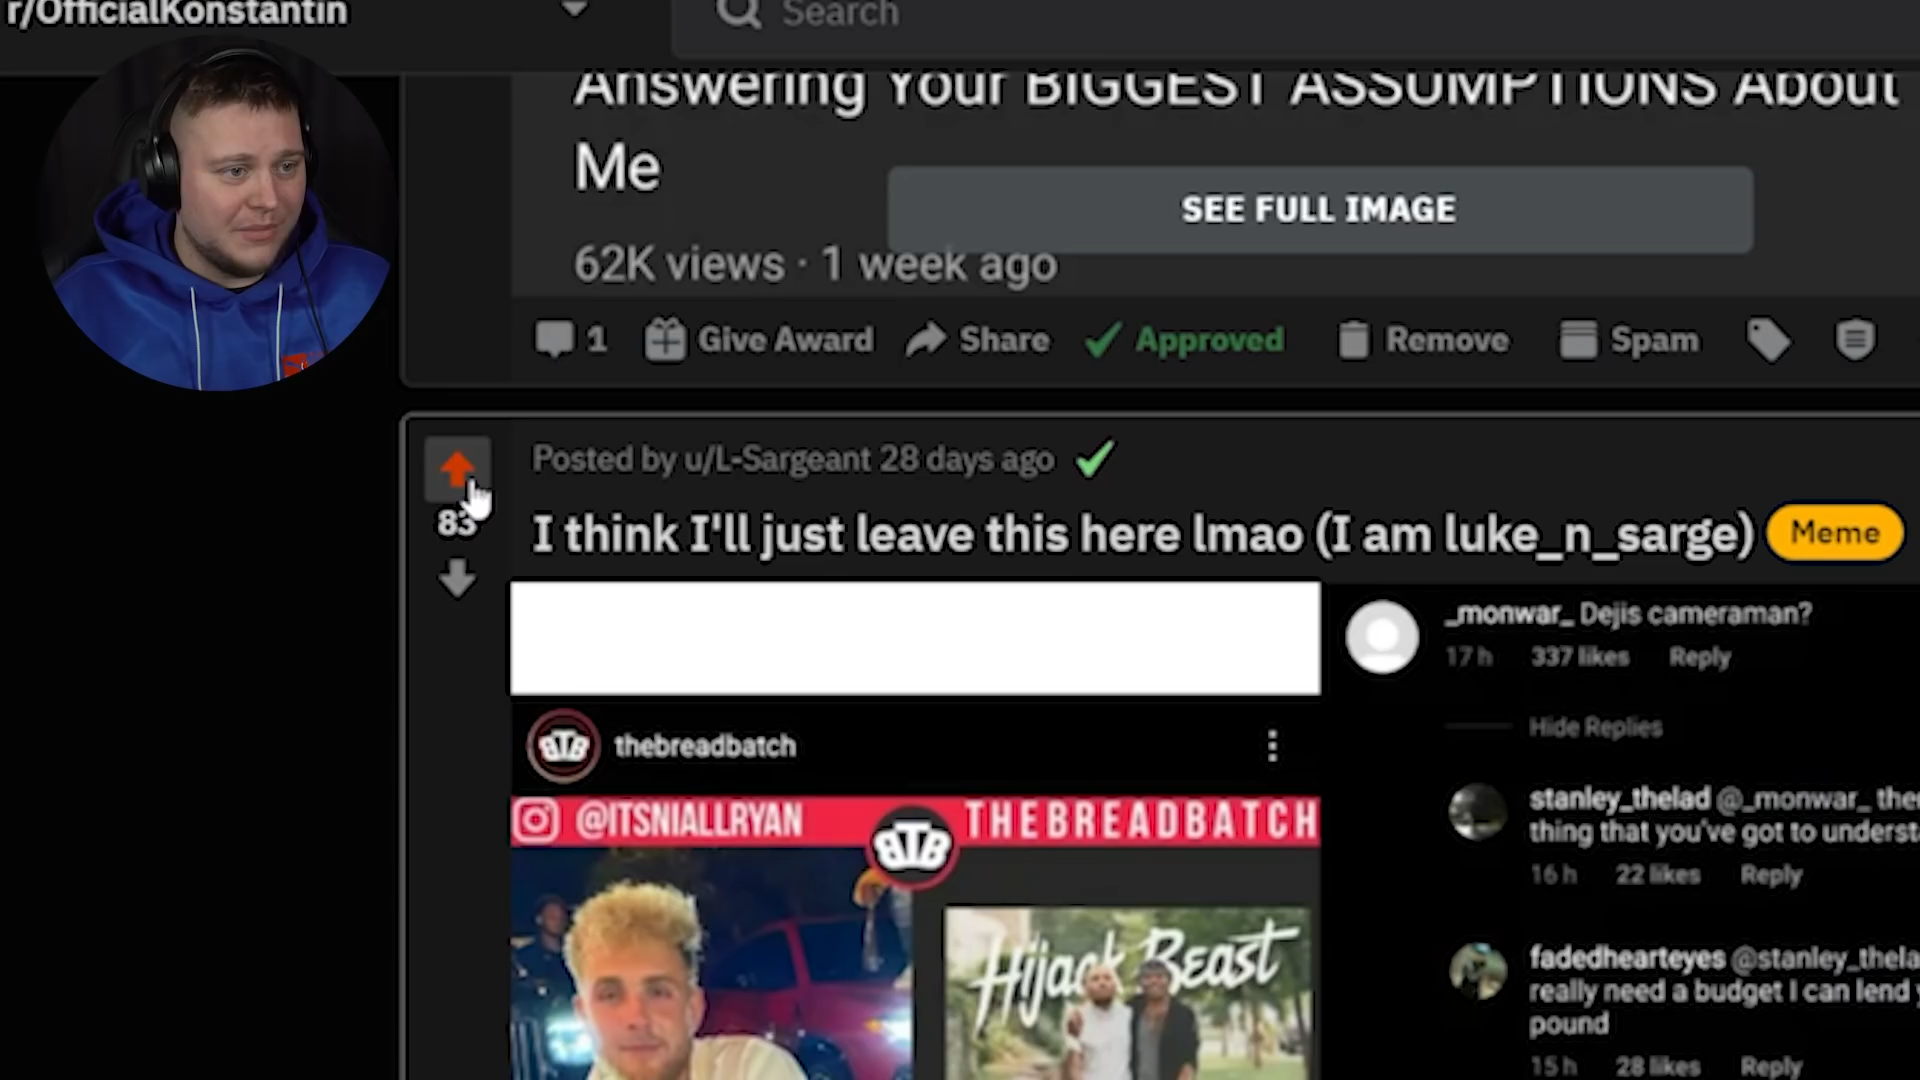 r/OfficialKonstantin
Search
Answering Your BIGGEST ASSUMPTIONS About
Me
SEE FULL IMAGE
62K views · 1 week ago
1 Give Award Share Approved Remove Spam
Posted by u/L-Sargeant 28 days ago
83
I think I'll just leave this here lmao (I am luke_n_sarge) Meme
_monwar_ Dejis cameraman?
17 h 337 likes Reply
Hide Replies
BTB thebreadbatch
@ITSNIALLRYAN BTB THEBREADBATCH
stanley_thelad @_monwar_
thing that you've got to
16 h 22 likes Reply
Hijack Beast
fadedhearteyes
really need a budget I can lend
pound
15 h 28 likes Reply